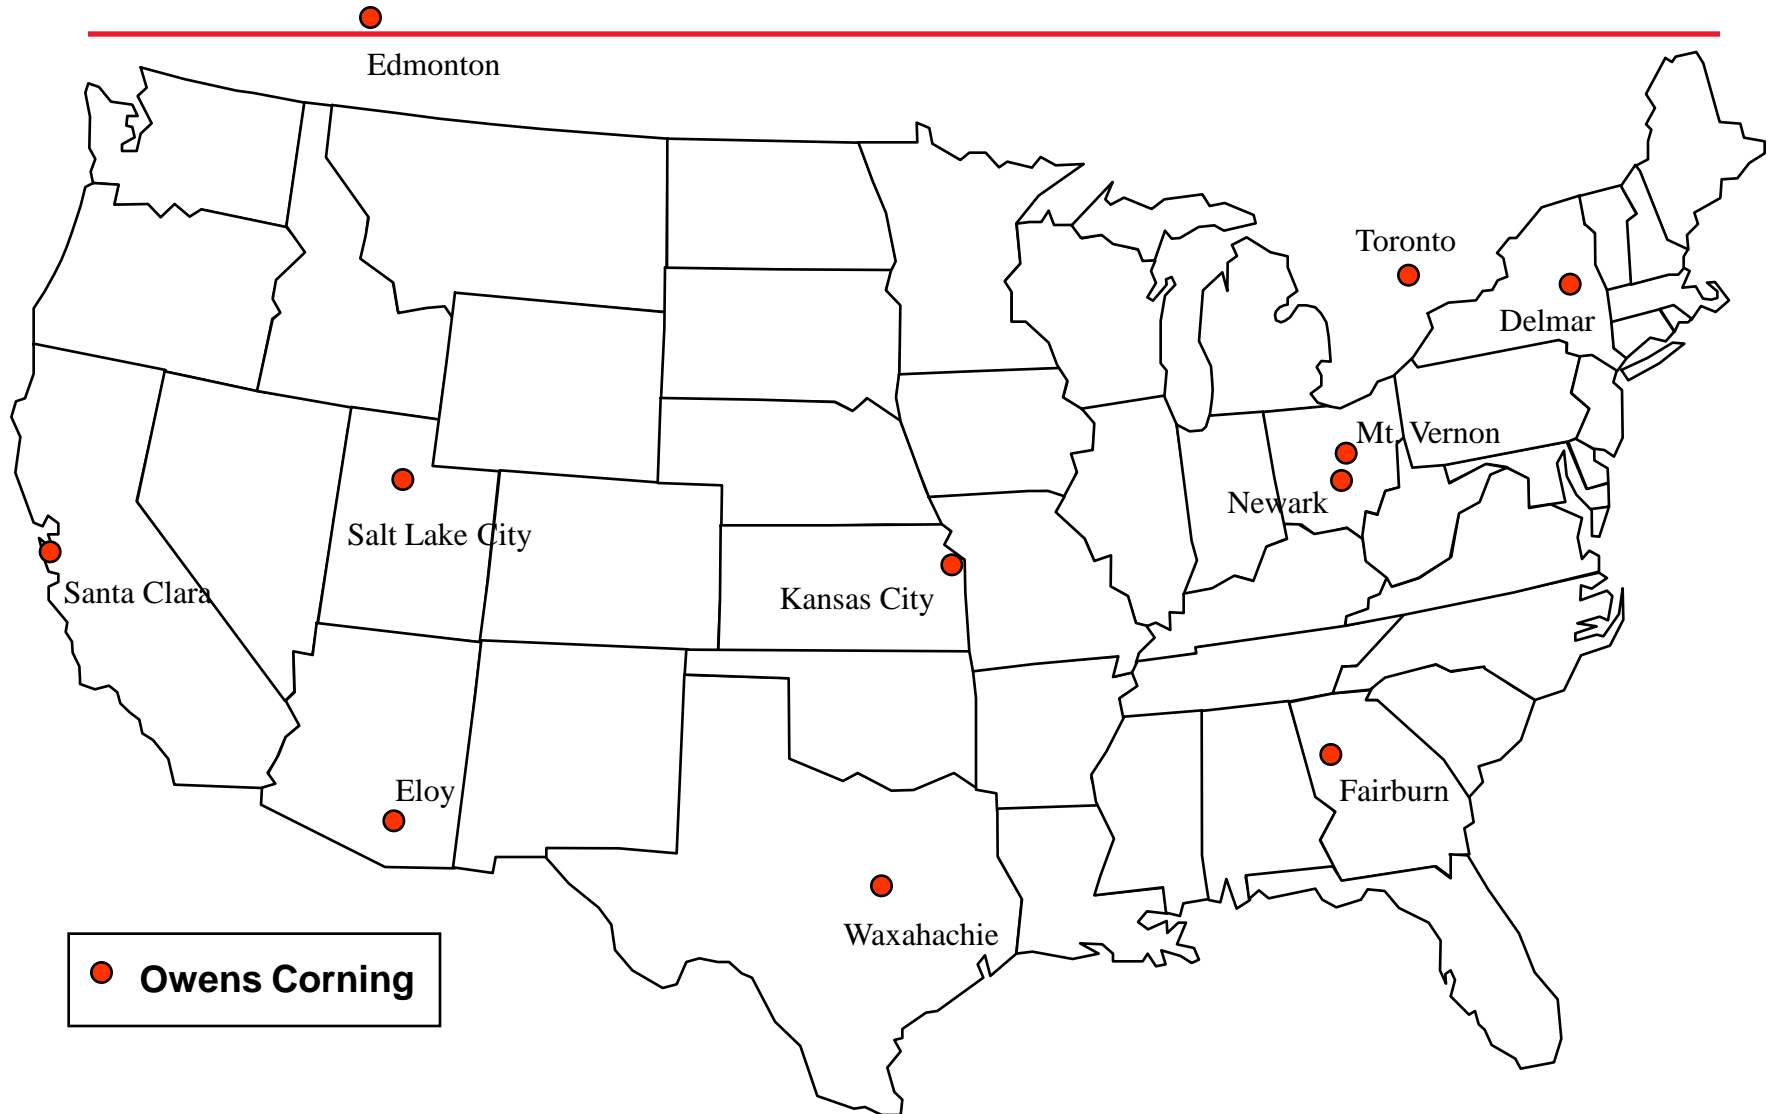 Edmonton
Toronto
Delmar
Mt. Vernon
Newark
Salt Lake City
Santa Clara
Kansas City
Eloy
Fairburn
Waxahachie
Owens Corning